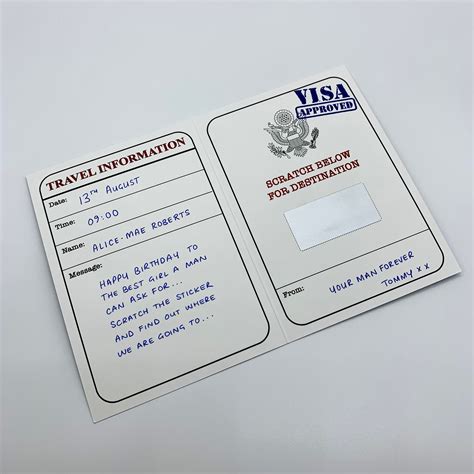 TRAVEL INFORMATION
Date: 13TH AUGUST
Time: 09:00
Name: ALICE-MAE ROBERTS
Message:
HAPPY BIRTHDAY TO
THE BEST GIRL A MAN
CAN ASK FOR...
SCRATCH THE STICKER
AND FIND OUT WHERE
WE ARE GOING TO...
VISA
APPROVED
SCRATCH BELOW
FOR DESTINATION
From: YOUR MAN FOREVER
TOMMY xx